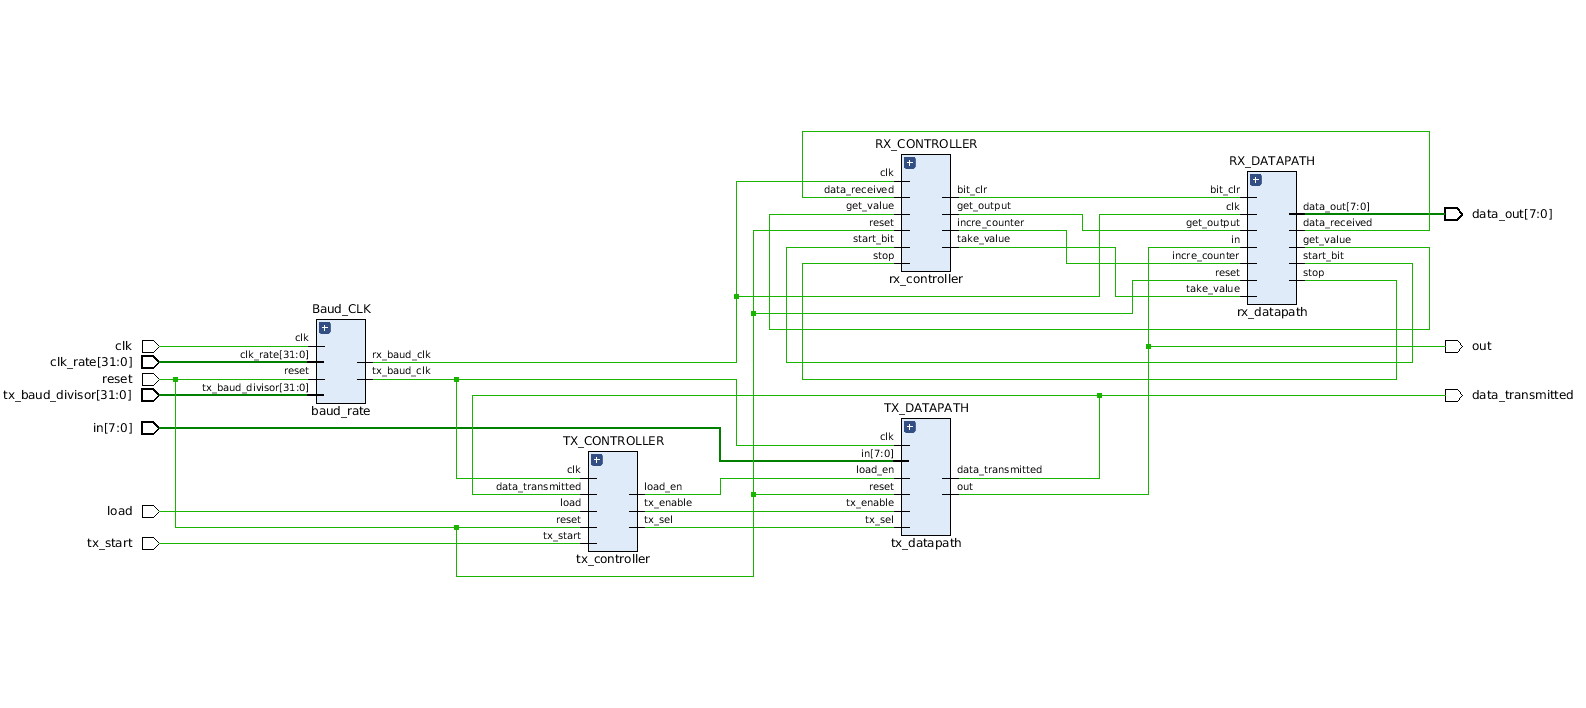 clk
clk_rate[31:0]
reset
tx_baud_divisor[31:0]
in[7:0]
load
tx_start
Baud_CLK
clk
clk_rate[31:0]
reset
tx_baud_divisor[31:0]
rx_baud_clk
tx_baud_clk
baud_rate
TX_CONTROLLER
clk
data_transmitted
load
reset
tx_start
load_en
tx_enable
tx_sel
tx_controller
RX_CONTROLLER
clk
data_received
get_value
reset
start_bit
stop
bit_clr
get_output
incre_counter
take_value
rx_controller
TX_DATAPATH
clk
in[7:0]
load_en
reset
tx_enable
tx_sel
data_transmitted
out
tx_datapath
RX_DATAPATH
bit_clr
clk
get_output
in
incre_counter
reset
take_value
data_out[7:0]
data_received
get_value
start_bit
stop
rx_datapath
data_out[7:0]
out
data_transmitted